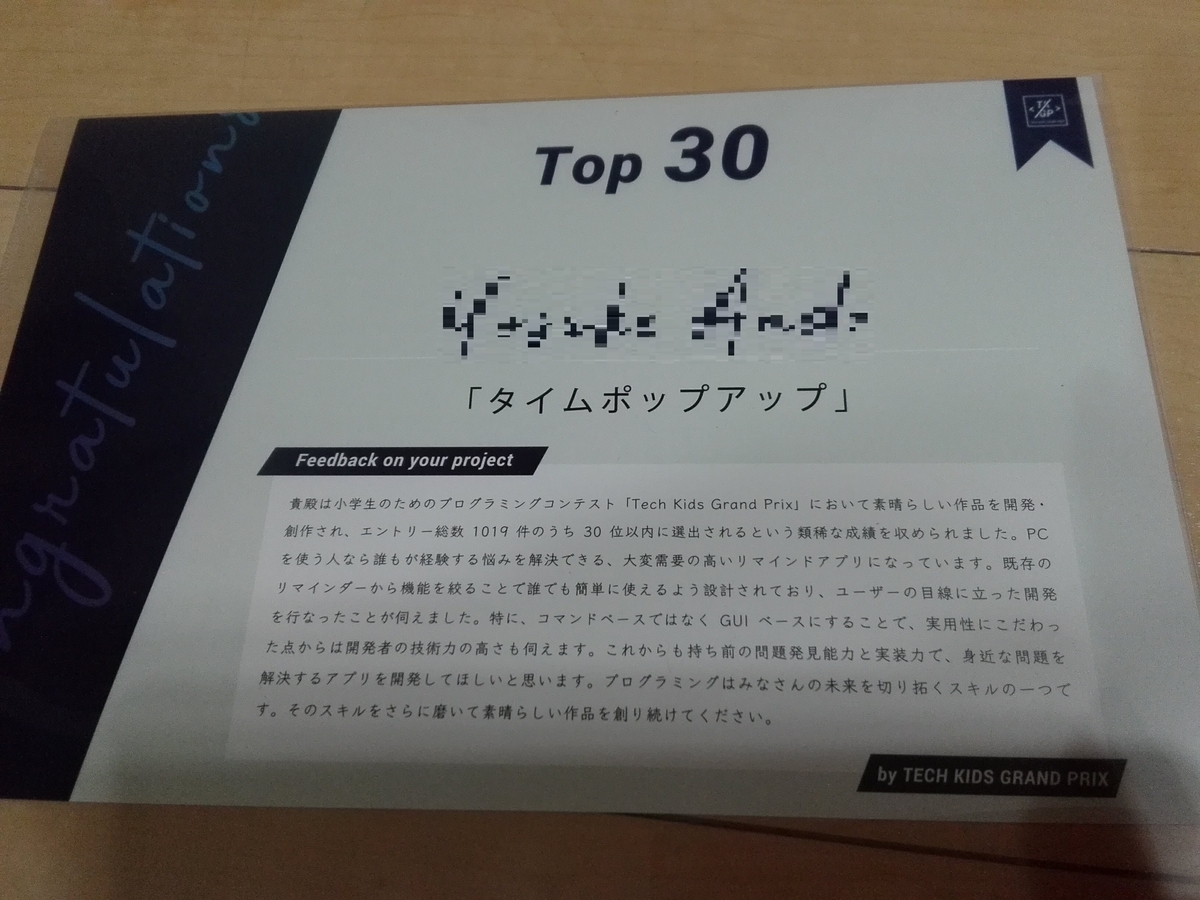 Congratulations
Top 30
「タイムポップアップ」
Feedback on your project
貴殿は小学生のためのプログラミングコンテスト「Tech Kids Grand Prix」において素晴らしい作品を開発・
創作され、エントリー総数 1019 件のうち 30 位以内に選出されるという類稀な成績を収められました。PC
を使う人なら誰もが経験する悩みを解決できる、大変需要の高いリマインドアプリになっています。既存の
リマインダーから機能を絞ることで誰でも簡単に使えるよう設計されており、ユーザーの目線に立った開発
を行なったことが伺えました。特に、コマンドベースではなく GUI ベースにすることで、実用性にこだわっ
た点からは開発者の技術力の高さも伺えます。これからも持ち前の問題発見能力と実装力で、身近な問題を
解決するアプリを開発してほしいと思います。プログラミングはみなさんの未来を切り拓くスキルの一つで
す。そのスキルをさらに磨いて素晴らしい作品を創り続けてください。
by TECH KIDS GRAND PRIX